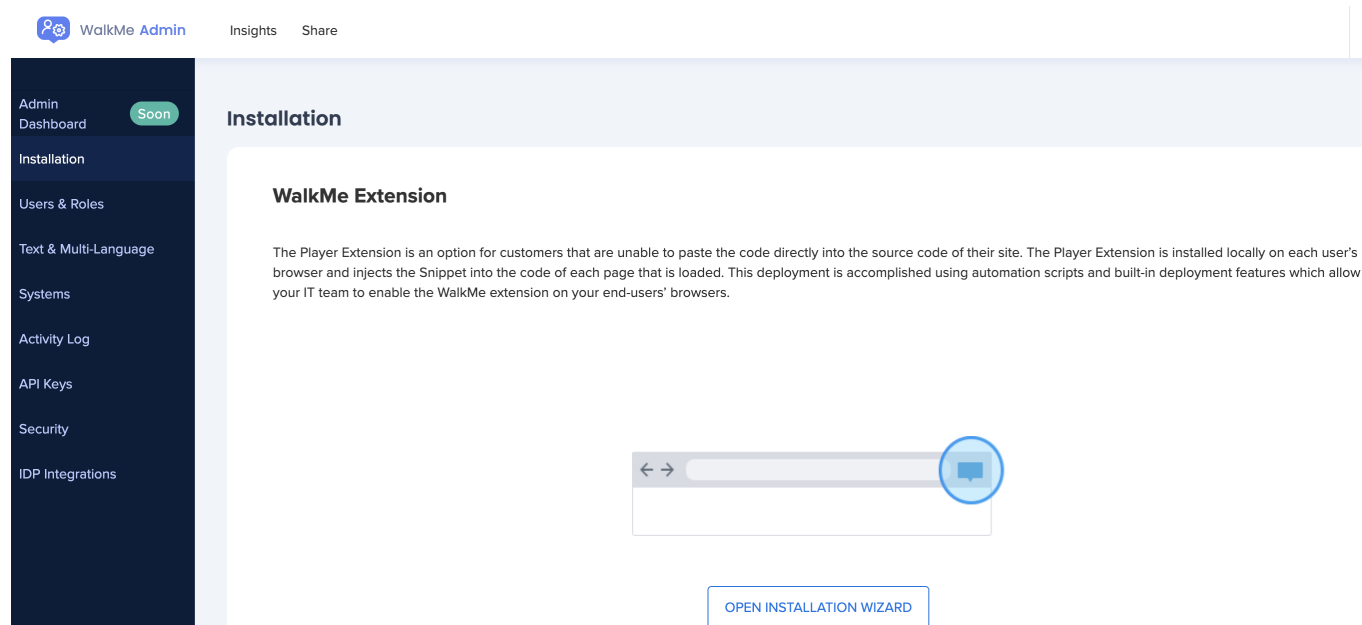 WalkMe Admin
Insights
Share
Admin
Dashboard
Soon
Installation
Users & Roles
Text & Multi-Language
Systems
Activity Log
API Keys
Security
IDP Integrations
Installation
WalkMe Extension
The Player Extension is an option for customers that are unable to paste the code directly into the source code of their site. The Player Extension is installed locally on each user’s
browser and injects the Snippet into the code of each page that is loaded. This deployment is accomplished using automation scripts and built-in deployment features which allow
your IT team to enable the WalkMe extension on your end-users’ browsers.
OPEN INSTALLATION WIZARD